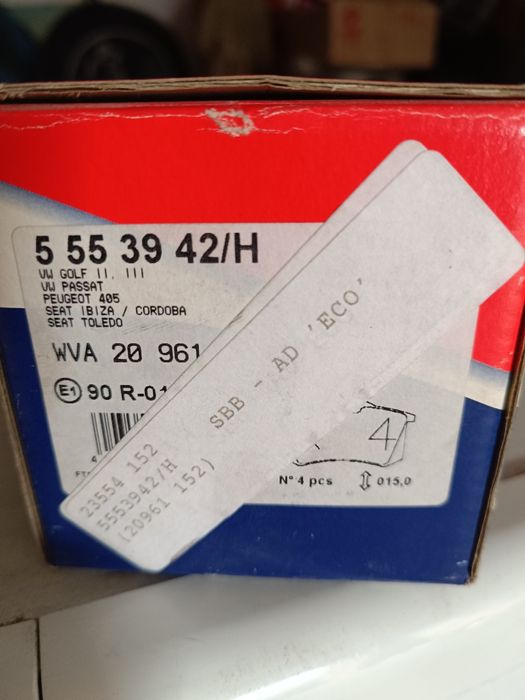 5 55 39 42/H
VW GOLF II, III
VW PASSAT
PEUGEOT 405
SEAT IBIZA / CORDOBA
SEAT TOLEDO
WVA 20 961
E1 90 R-01
4
N° 4 pcs 015,0
SBB - AD 'ECO'
23554 152
5553942/H
(20961 152)